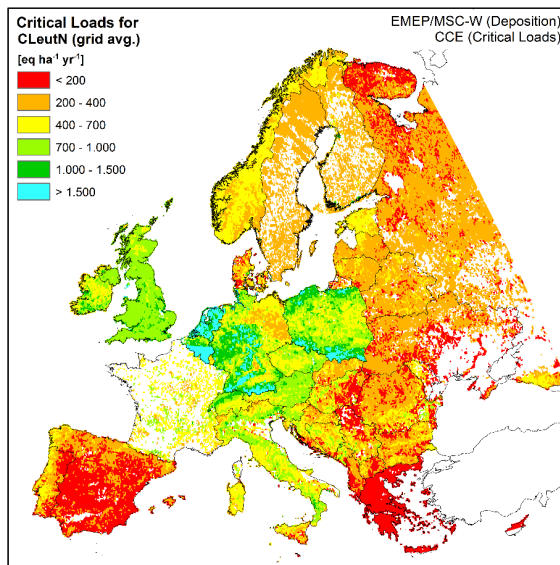 Critical Loads for
CLeutN (grid avg.)
[eq ha⁻¹ yr⁻¹]
< 200
200 - 400
400 - 700
700 - 1.000
1.000 - 1.500
> 1.500
EMEP/MSC-W (Deposition)
CCE (Critical Loads)